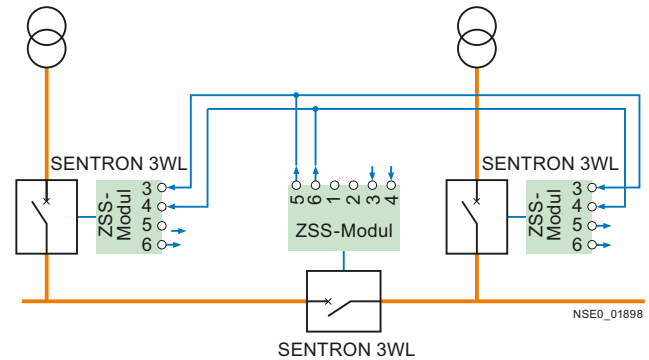 SENTRON 3WL
ZSS-
Modul
3
4
5
6
5 6 1 2 3 4
ZSS-Modul
SENTRON 3WL
ZSS-
Modul
3
4
5
6
SENTRON 3WL
NSE0_01898